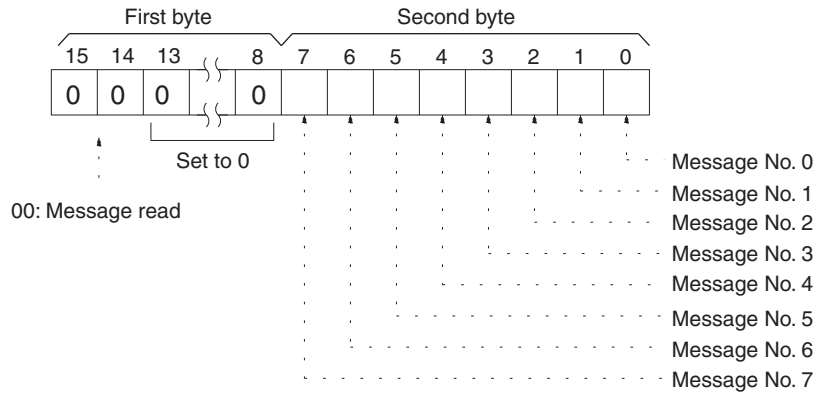 First byte Second byte
15 14 13 8 7 6 5 4 3 2 1 0
0 0 0 0
Set to 0
00: Message read
Message No. 0
Message No. 1
Message No. 2
Message No. 3
Message No. 4
Message No. 5
Message No. 6
Message No. 7